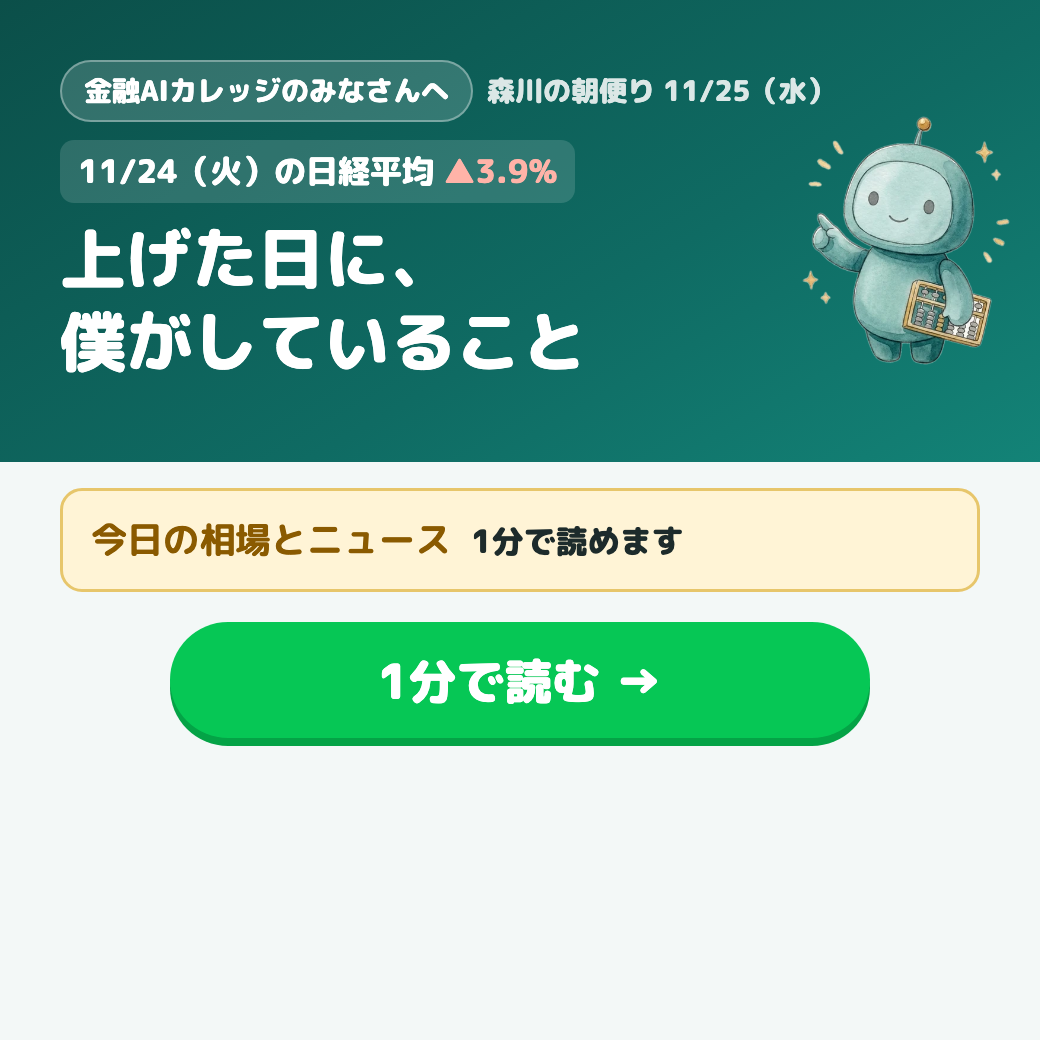 金融AIカレッジのみなさんへ 森川の朝便り 11/25（水）
11/24（火）の日経平均 ▲3.9%
上げた日に、
僕がしていること
今日の相場とニュース 1分で読めます
1分で読む →